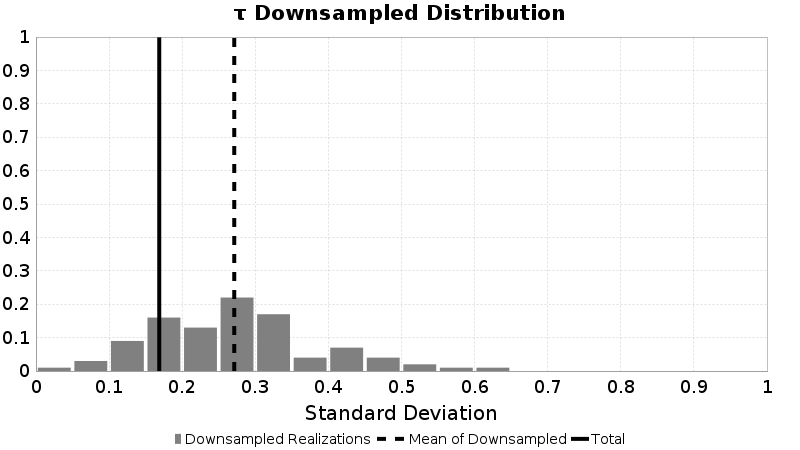 τ Downsampled Distribution
1
0.9
0.8
0.7
0.6
0.5
0.4
0.3
0.2
0.1
0
0 0.1 0.2 0.3 0.4 0.5 0.6 0.7 0.8 0.9 1
Standard Deviation
Downsampled Realizations Mean of Downsampled Total